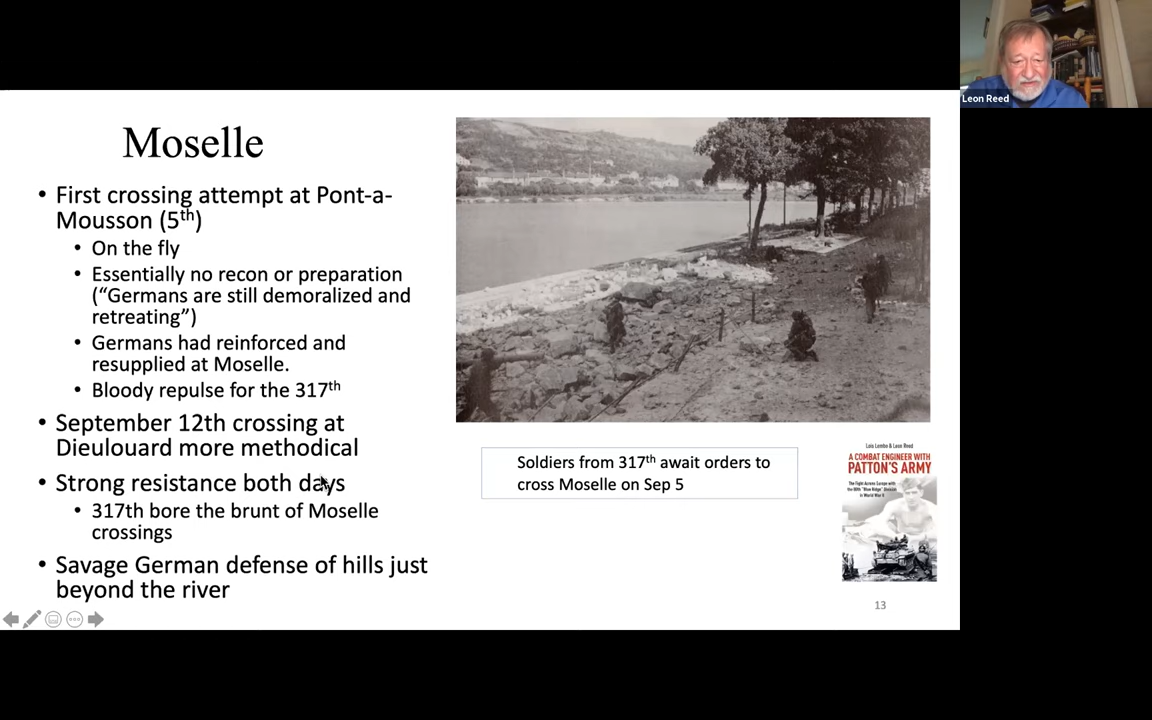 Leon Reed
Moselle
• First crossing attempt at Pont-a-
Mousson (5th)
• On the fly
• Essentially no recon or preparation
(“Germans are still demoralized and
retreating”)
• Germans had reinforced and
resupplied at Moselle.
• Bloody repulse for the 317th
• September 12th crossing at
Dieulouard more methodical
• Strong resistance both days
• 317th bore the brunt of Moselle
crossings
• Savage German defense of hills just
beyond the river
Soldiers from 317th await orders to
cross Moselle on Sep 5
Luis Lembo & Leon Reed
A COMBAT ENGINEER WITH
PATTON'S ARMY
The Fight Across Europe with
the 80th "Blue Ridge" Division
in World War II
13